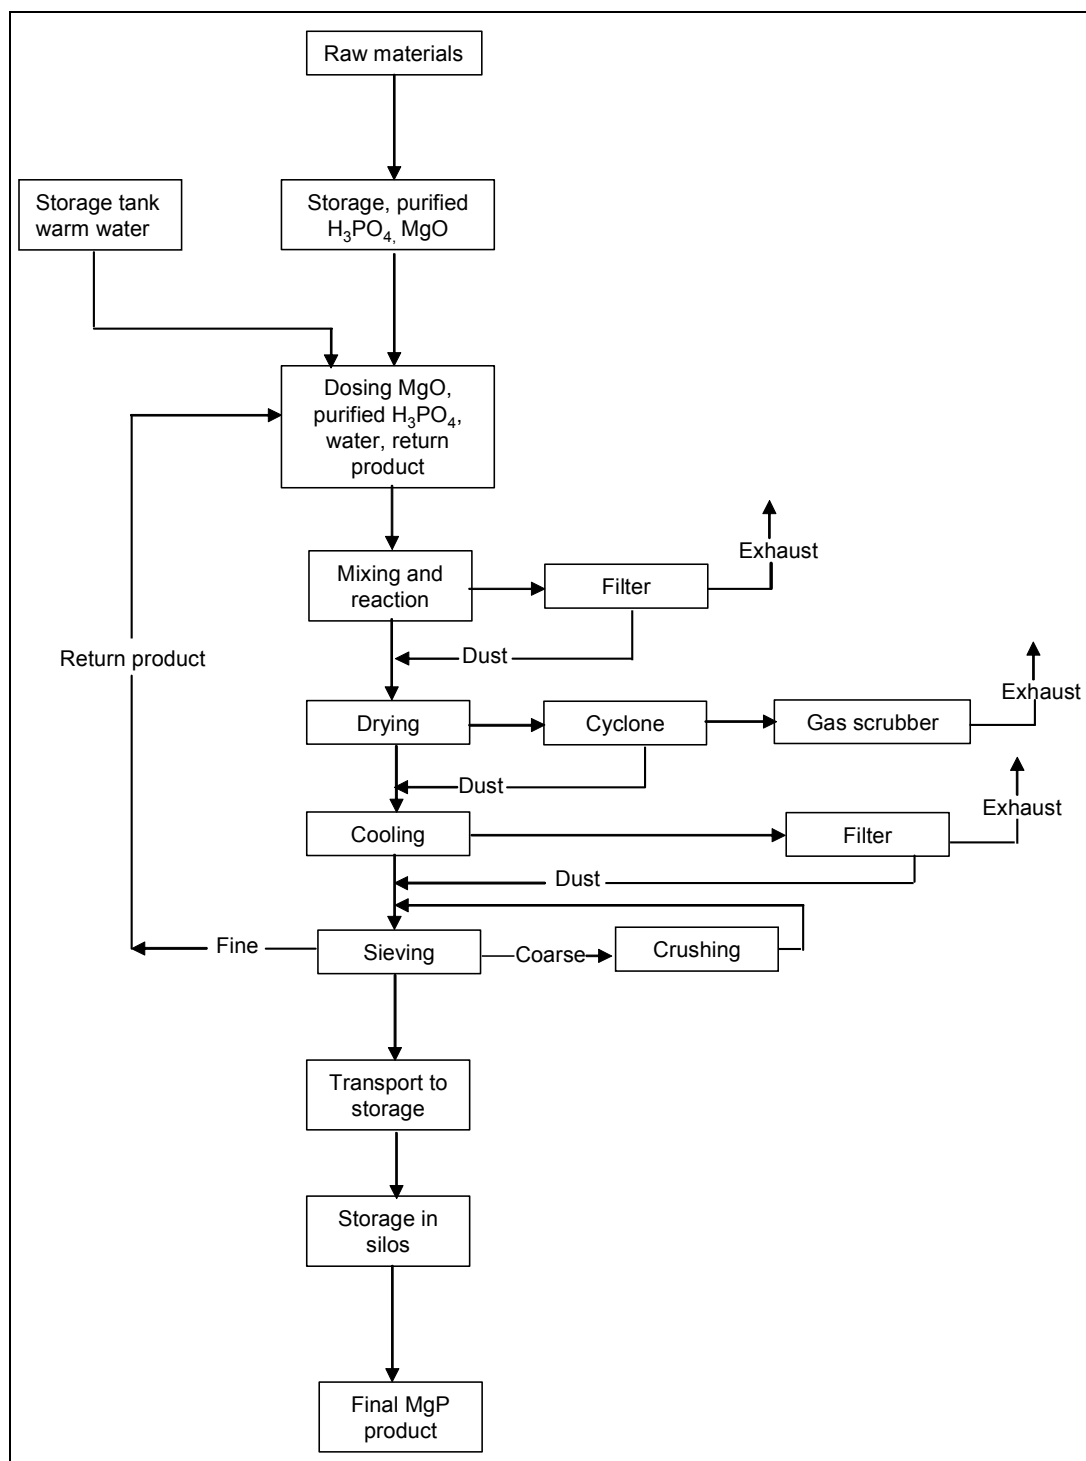 Raw materials
Storage tank
warm water
Storage, purified
H₃PO₄, MgO
Dosing MgO,
purified H₃PO₄,
water, return
product
Exhaust
Mixing and
reaction
Filter
Return product
Dust
Exhaust
Drying
Cyclone
Gas scrubber
Dust
Exhaust
Cooling
Filter
Dust
Fine
Sieving
Coarse
Crushing
Transport to
storage
Storage in
silos
Final MgP
product